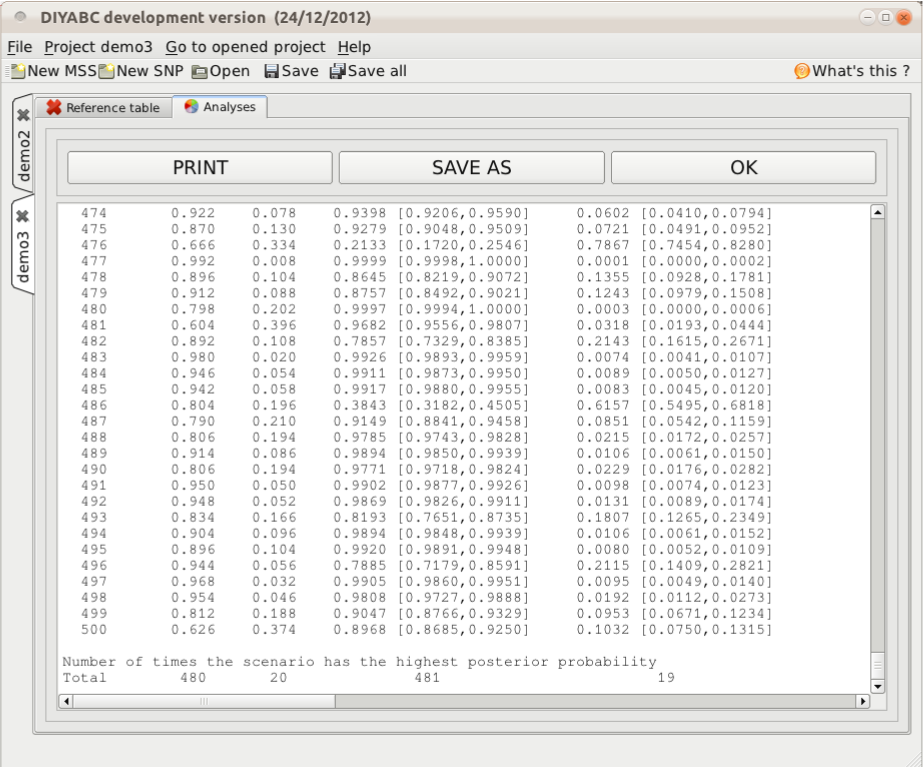 DIYABC development version (24/12/2012)
File Project demo3 Go to opened project Help
New MSS New SNP Open Save Save all What's this ?
Reference table Analyses
demo2
demo3
PRINT SAVE AS OK
474 0.922 0.078 0.9398 [0.9206,0.9590] 0.0602 [0.0410,0.0794]
475 0.870 0.130 0.9279 [0.9048,0.9509] 0.0721 [0.0491,0.0952]
476 0.666 0.334 0.2133 [0.1720,0.2546] 0.7867 [0.7454,0.8280]
477 0.992 0.008 0.9999 [0.9998,1.0000] 0.0001 [0.0000,0.0002]
478 0.896 0.104 0.8645 [0.8219,0.9072] 0.1355 [0.0928,0.1781]
479 0.912 0.088 0.8757 [0.8492,0.9021] 0.1243 [0.0979,0.1508]
480 0.798 0.202 0.9997 [0.9994,1.0000] 0.0003 [0.0000,0.0006]
481 0.604 0.396 0.9682 [0.9556,0.9807] 0.0318 [0.0193,0.0444]
482 0.892 0.108 0.7857 [0.7329,0.8385] 0.2143 [0.1615,0.2671]
483 0.980 0.020 0.9926 [0.9893,0.9959] 0.0074 [0.0041,0.0107]
484 0.946 0.054 0.9911 [0.9873,0.9950] 0.0089 [0.0050,0.0127]
485 0.942 0.058 0.9917 [0.9880,0.9955] 0.0083 [0.0045,0.0120]
486 0.804 0.196 0.3843 [0.3182,0.4505] 0.6157 [0.5495,0.6818]
487 0.790 0.210 0.9149 [0.8841,0.9458] 0.0851 [0.0542,0.1159]
488 0.806 0.194 0.9785 [0.9743,0.9828] 0.0215 [0.0172,0.0257]
489 0.914 0.086 0.9894 [0.9850,0.9939] 0.0106 [0.0061,0.0150]
490 0.806 0.194 0.9771 [0.9718,0.9824] 0.0229 [0.0176,0.0282]
491 0.950 0.050 0.9902 [0.9877,0.9926] 0.0098 [0.0074,0.0123]
492 0.948 0.052 0.9869 [0.9826,0.9911] 0.0131 [0.0089,0.0174]
493 0.834 0.166 0.8193 [0.7651,0.8735] 0.1807 [0.1265,0.2349]
494 0.904 0.096 0.9894 [0.9848,0.9939] 0.0106 [0.0061,0.0152]
495 0.896 0.104 0.9920 [0.9891,0.9948] 0.0080 [0.0052,0.0109]
496 0.944 0.056 0.7885 [0.7179,0.8591] 0.2115 [0.1409,0.2821]
497 0.968 0.032 0.9905 [0.9860,0.9951] 0.0095 [0.0049,0.0140]
498 0.954 0.046 0.9808 [0.9727,0.9888] 0.0192 [0.0112,0.0273]
499 0.812 0.188 0.9047 [0.8766,0.9329] 0.0953 [0.0671,0.1234]
500 0.626 0.374 0.8968 [0.8685,0.9250] 0.1032 [0.0750,0.1315]
Number of times the scenario has the highest posterior probability
Total 480 20 481 19